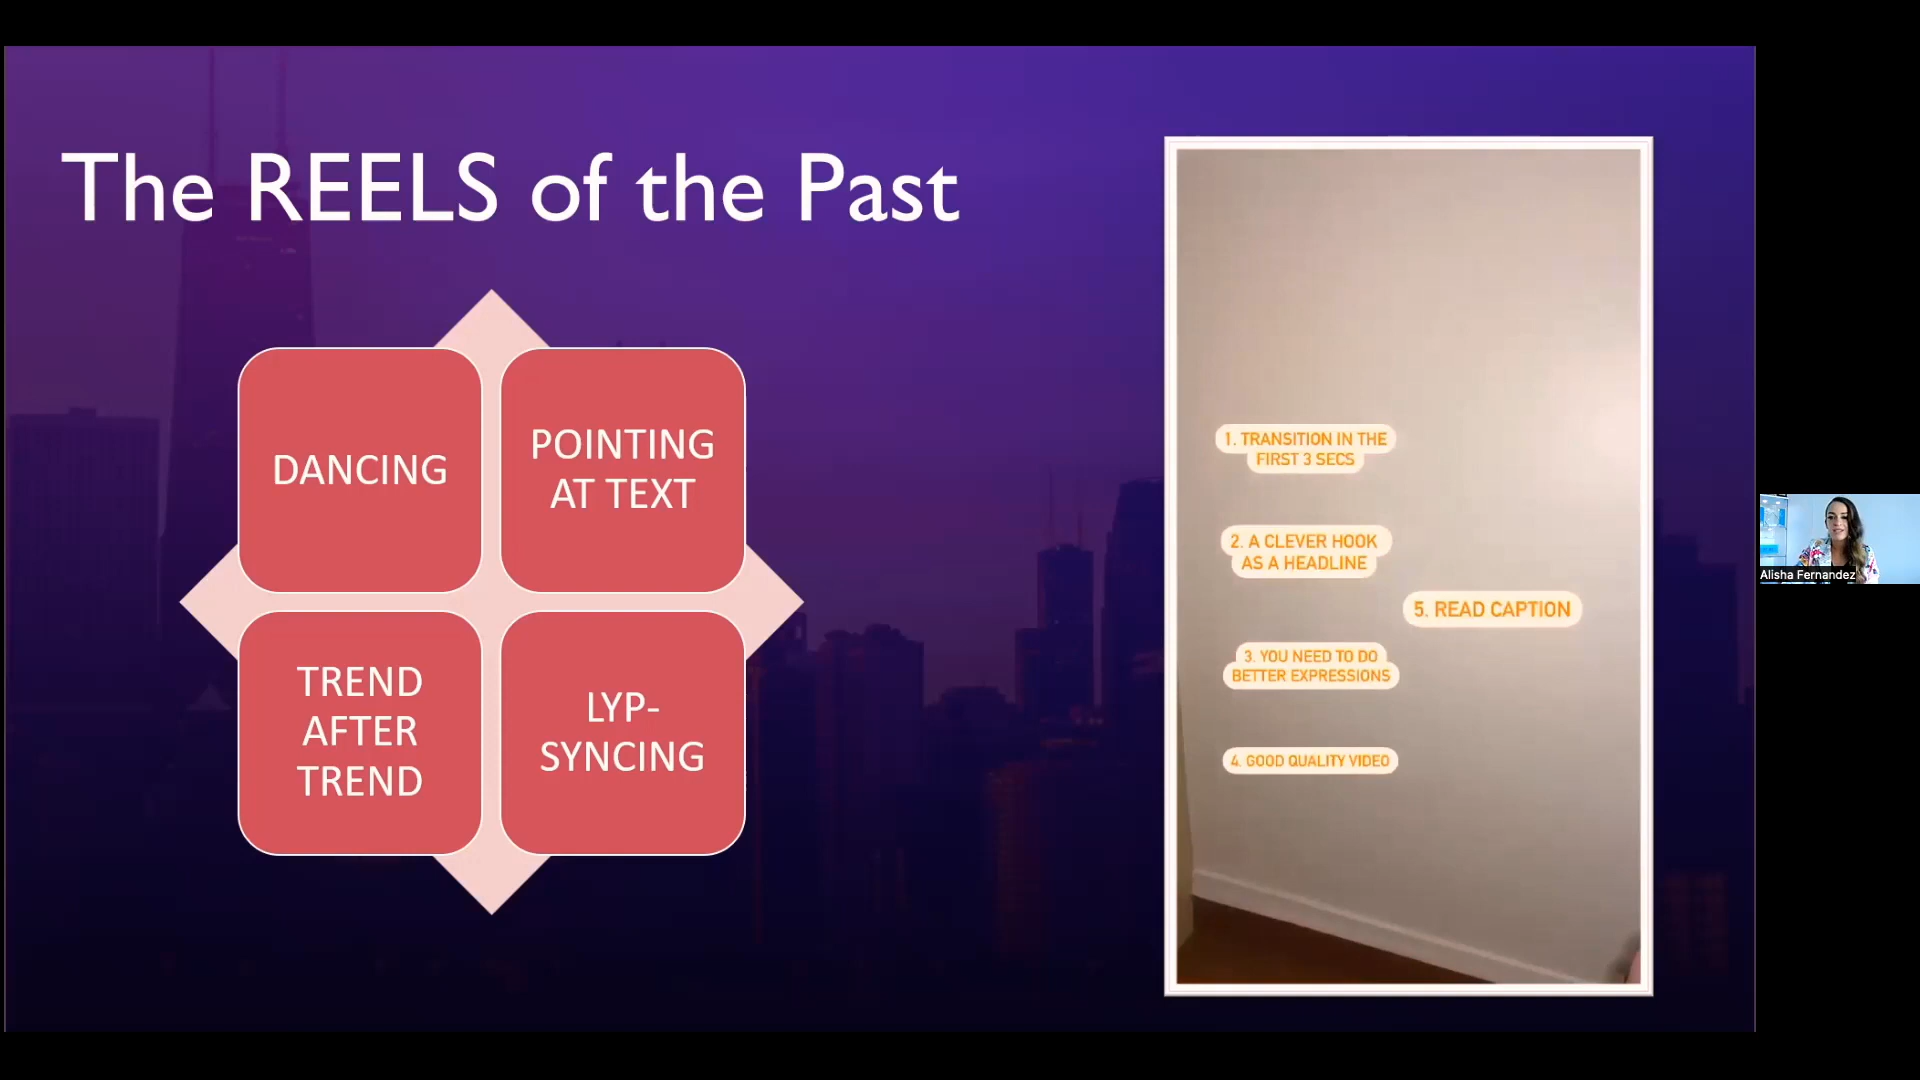 The REELS of the Past
DANCING
POINTING
AT TEXT
TREND
AFTER
TREND
LYP-
SYNCING
1. TRANSITION IN THE
FIRST 3 SECS
2. A CLEVER HOOK
AS A HEADLINE
3. YOU NEED TO DO
BETTER EXPRESSIONS
4. GOOD QUALITY VIDEO
5. READ CAPTION
Alisha Fernandez